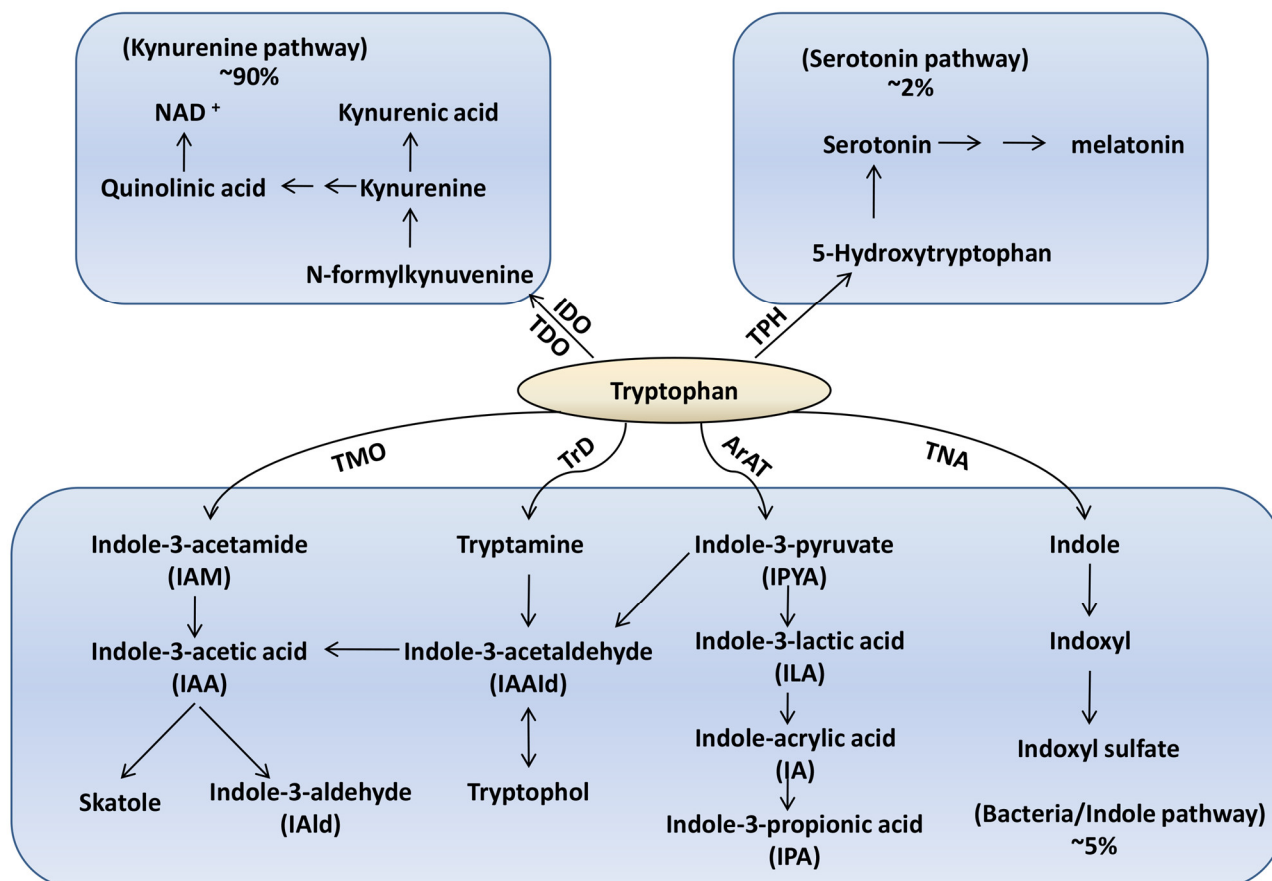 (Kynurenine pathway)
~90%
NAD +
Kynurenic acid
Quinolinic acid
Kynurenine
N-formylkynuvenine
(Serotonin pathway)
~2%
Serotonin
melatonin
5-Hydroxytryptophan
IDO
TDO
TPH
Tryptophan
TMO
TrD
ArAT
TNA
Indole-3-acetamide
(IAM)
Tryptamine
Indole-3-pyruvate
(IPYA)
Indole
Indole-3-acetic acid
(IAA)
Indole-3-acetaldehyde
(IAAId)
Indole-3-lactic acid
(ILA)
Indoxyl
Indole-acrylic acid
(IA)
Indoxyl sulfate
Skatole
Indole-3-aldehyde
(IAld)
Tryptophol
Indole-3-propionic acid
(IPA)
(Bacteria/Indole pathway)
~5%